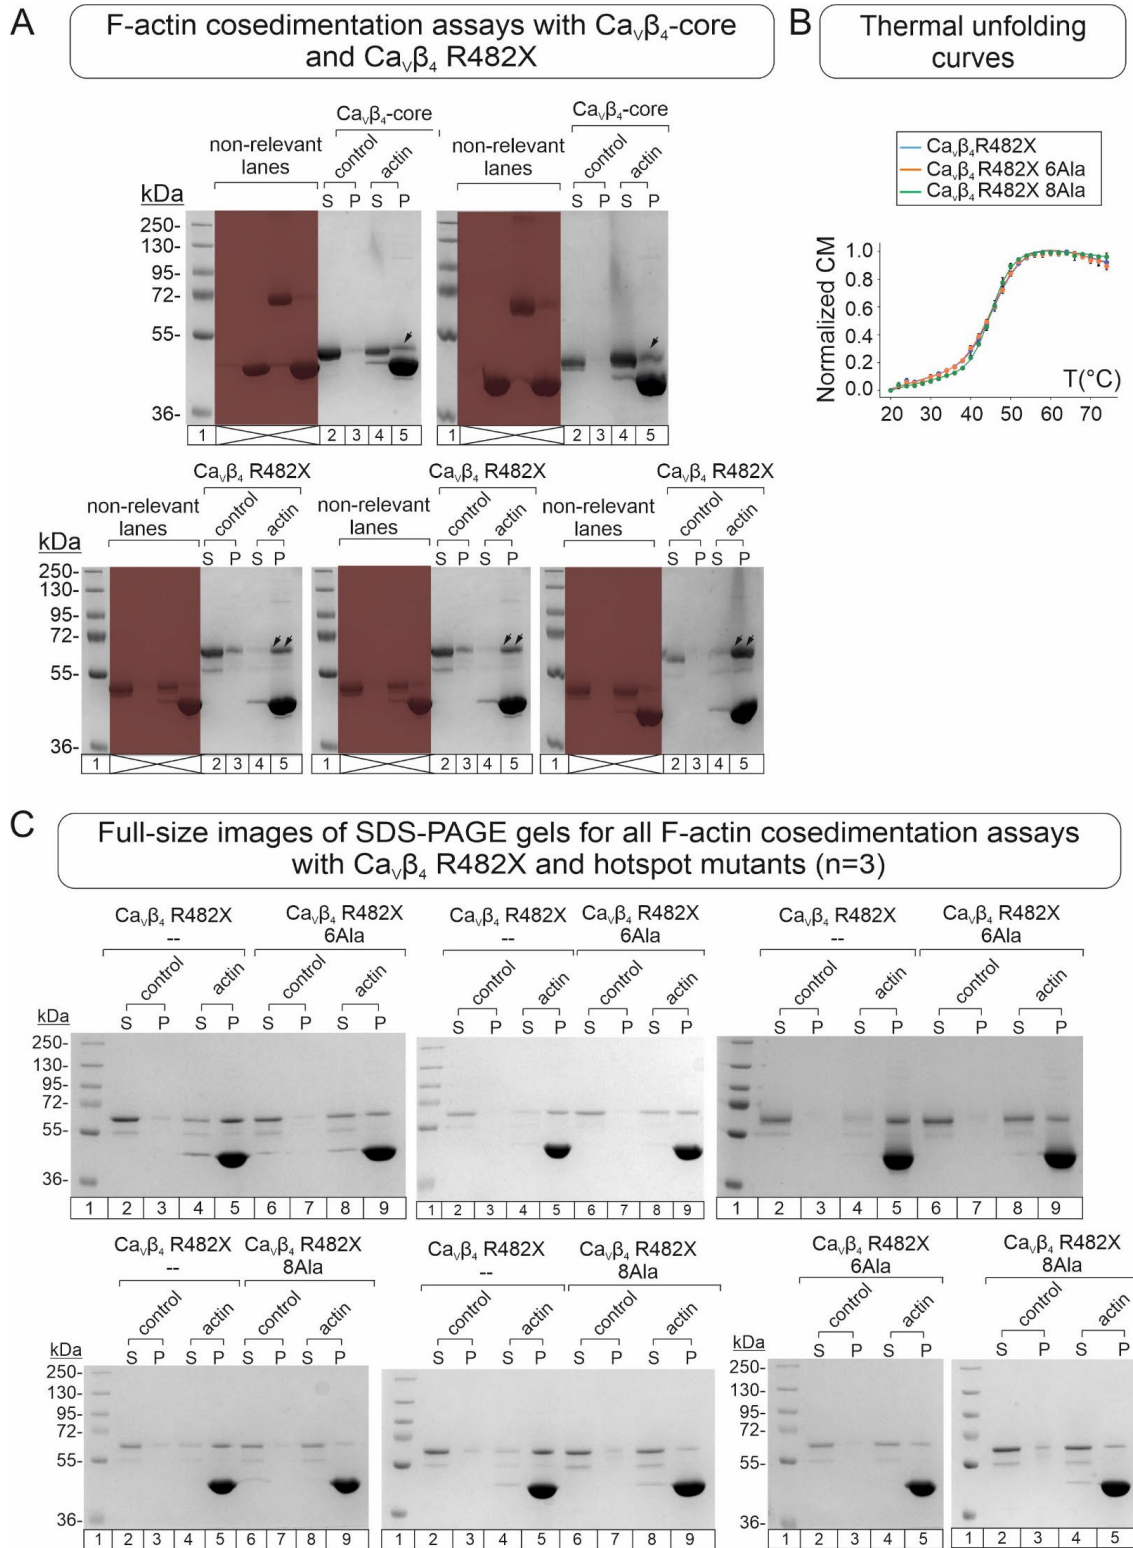 A
F-actin cosedimentation assays with Caᵥβ₄-core
and Caᵥβ₄ R482X
B
Thermal unfolding
curves
Caᵥβ₄-core
non-relevant
lanes
control
actin
S P S P
Caᵥβ₄-core
non-relevant
lanes
control
actin
S P S P
kDa
250-
130-
95-
72-
55-
36-
1 2 3 4 5
1 2 3 4 5
Caᵥβ₄R482X
Caᵥβ₄ R482X 6Ala
Caᵥβ₄ R482X 8Ala
Normalized CM
1.0
0.8
0.6
0.4
0.2
0.0
T(°C)
20 30 40 50 60 70
Caᵥβ₄ R482X
non-relevant
lanes
control
actin
S P S P
Caᵥβ₄ R482X
non-relevant
lanes
control
actin
S P S P
Caᵥβ₄ R482X
non-relevant
lanes
control
actin
S P S P
kDa
250-
130-
95-
72-
55-
36-
1 2 3 4 5
1 2 3 4 5
1 2 3 4 5
C
Full-size images of SDS-PAGE gels for all F-actin cosedimentation assays
with Caᵥβ₄ R482X and hotspot mutants (n=3)
Caᵥβ₄ R482X
--
Caᵥβ₄ R482X
6Ala
control
actin
control
actin
S P S P S P S P
Caᵥβ₄ R482X
--
Caᵥβ₄ R482X
6Ala
control
actin
control
actin
S P S P S P S P
Caᵥβ₄ R482X
--
Caᵥβ₄ R482X
6Ala
control
actin
control
actin
S P S P S P S P
kDa
250-
130-
95-
72-
55-
36-
1 2 3 4 5 6 7 8 9
1 2 3 4 5 6 7 8 9
1 2 3 4 5 6 7 8 9
Caᵥβ₄ R482X
--
Caᵥβ₄ R482X
8Ala
control
actin
control
actin
S P S P S P S P
Caᵥβ₄ R482X
--
Caᵥβ₄ R482X
8Ala
control
actin
control
actin
S P S P S P S P
Caᵥβ₄ R482X
6Ala
control
actin
S P S P
Caᵥβ₄ R482X
8Ala
control
actin
S P S P
kDa
250-
130-
95-
72-
55-
36-
kDa
250-
130-
95-
72-
55-
36-
1 2 3 4 5 6 7 8 9
1 2 3 4 5 6 7 8 9
1 2 3 4 5
1 2 3 4 5